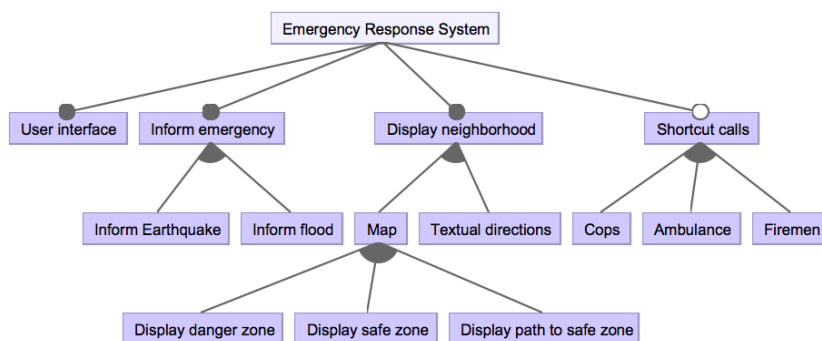 Emergency Response System
User interface
Inform emergency
Display neighborhood
Shortcut calls
Inform Earthquake
Inform flood
Map
Textual directions
Cops
Ambulance
Firemen
Display danger zone
Display safe zone
Display path to safe zone